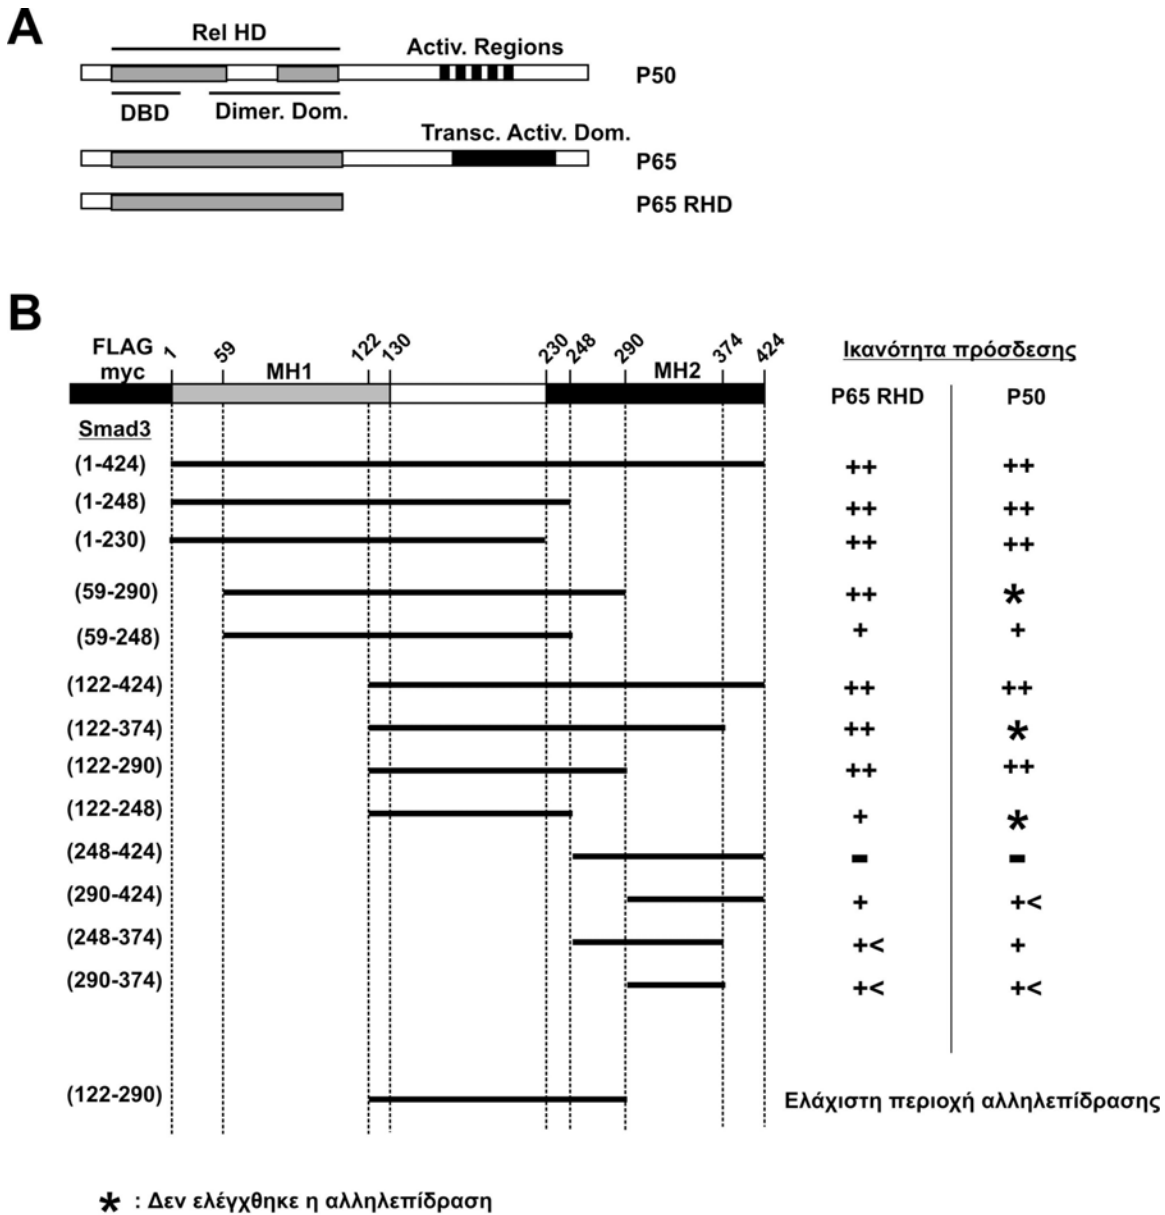 A
Rel HD
Activ. Regions
P50
DBD
Dimer. Dom.
Transc. Activ. Dom.
P65
P65 RHD
B
FLAG
myc
1 59 122 130 230 248 290 374 424
MH1 MH2
Ικανότητα πρόσδεσης
P65 RHD P50
Smad3
(1-424) ++ ++
(1-248) ++ ++
(1-230) ++ ++
(59-290) ++ *
(59-248) + +
(122-424) ++ ++
(122-374) ++ *
(122-290) ++ ++
(122-248) + *
(248-424) - -
(290-424) + +<
(248-374) +< +
(290-374) +< +<
(122-290) Ελάχιστη περιοχή αλληλεπίδρασης
* : Δεν ελέγχθηκε η αλληλεπίδραση